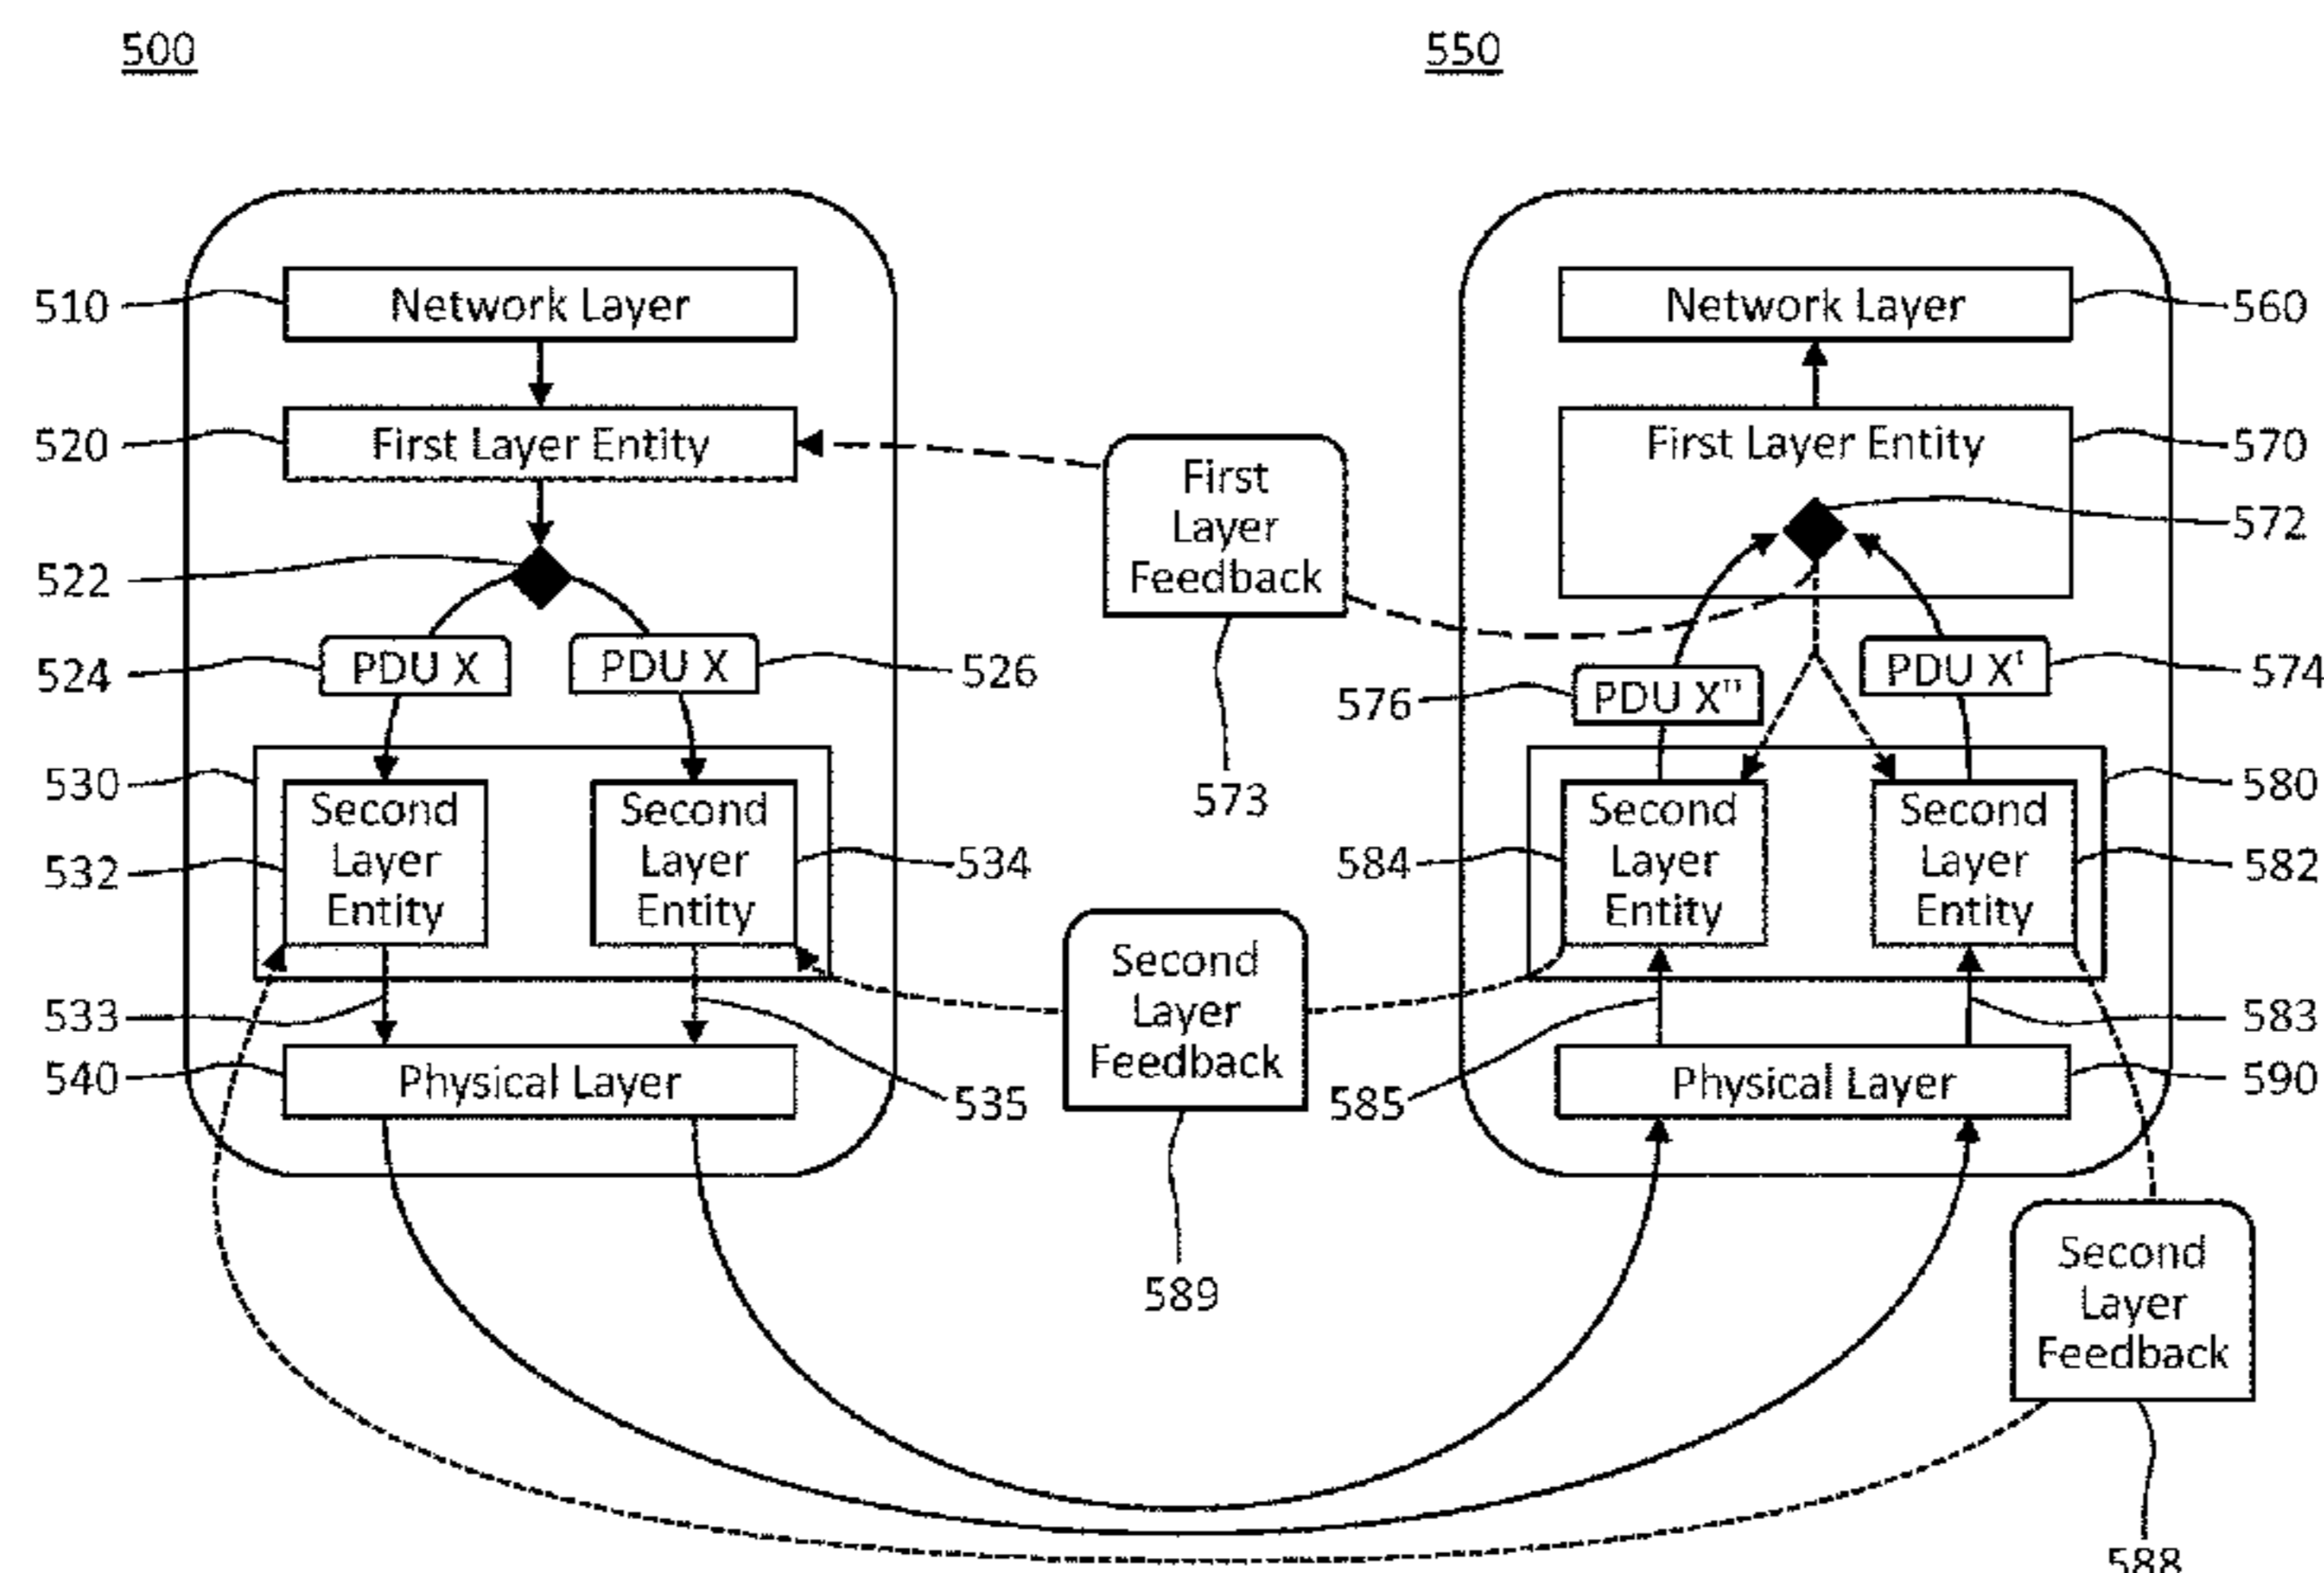 500
550
510
Network Layer
Network Layer
560
520
First Layer Entity
First
Layer
Feedback
First Layer Entity
570
572
522
524
PDU X
PDU X
526
576
PDU X"
PDU X'
574
573
530
Second
Layer
Entity
Second
Layer
Entity
532
534
584
Second
Layer
Entity
Second
Layer
Entity
580
582
Second
Layer
Feedback
533
535
585
583
540
Physical Layer
Physical Layer
590
589
Second
Layer
Feedback
588